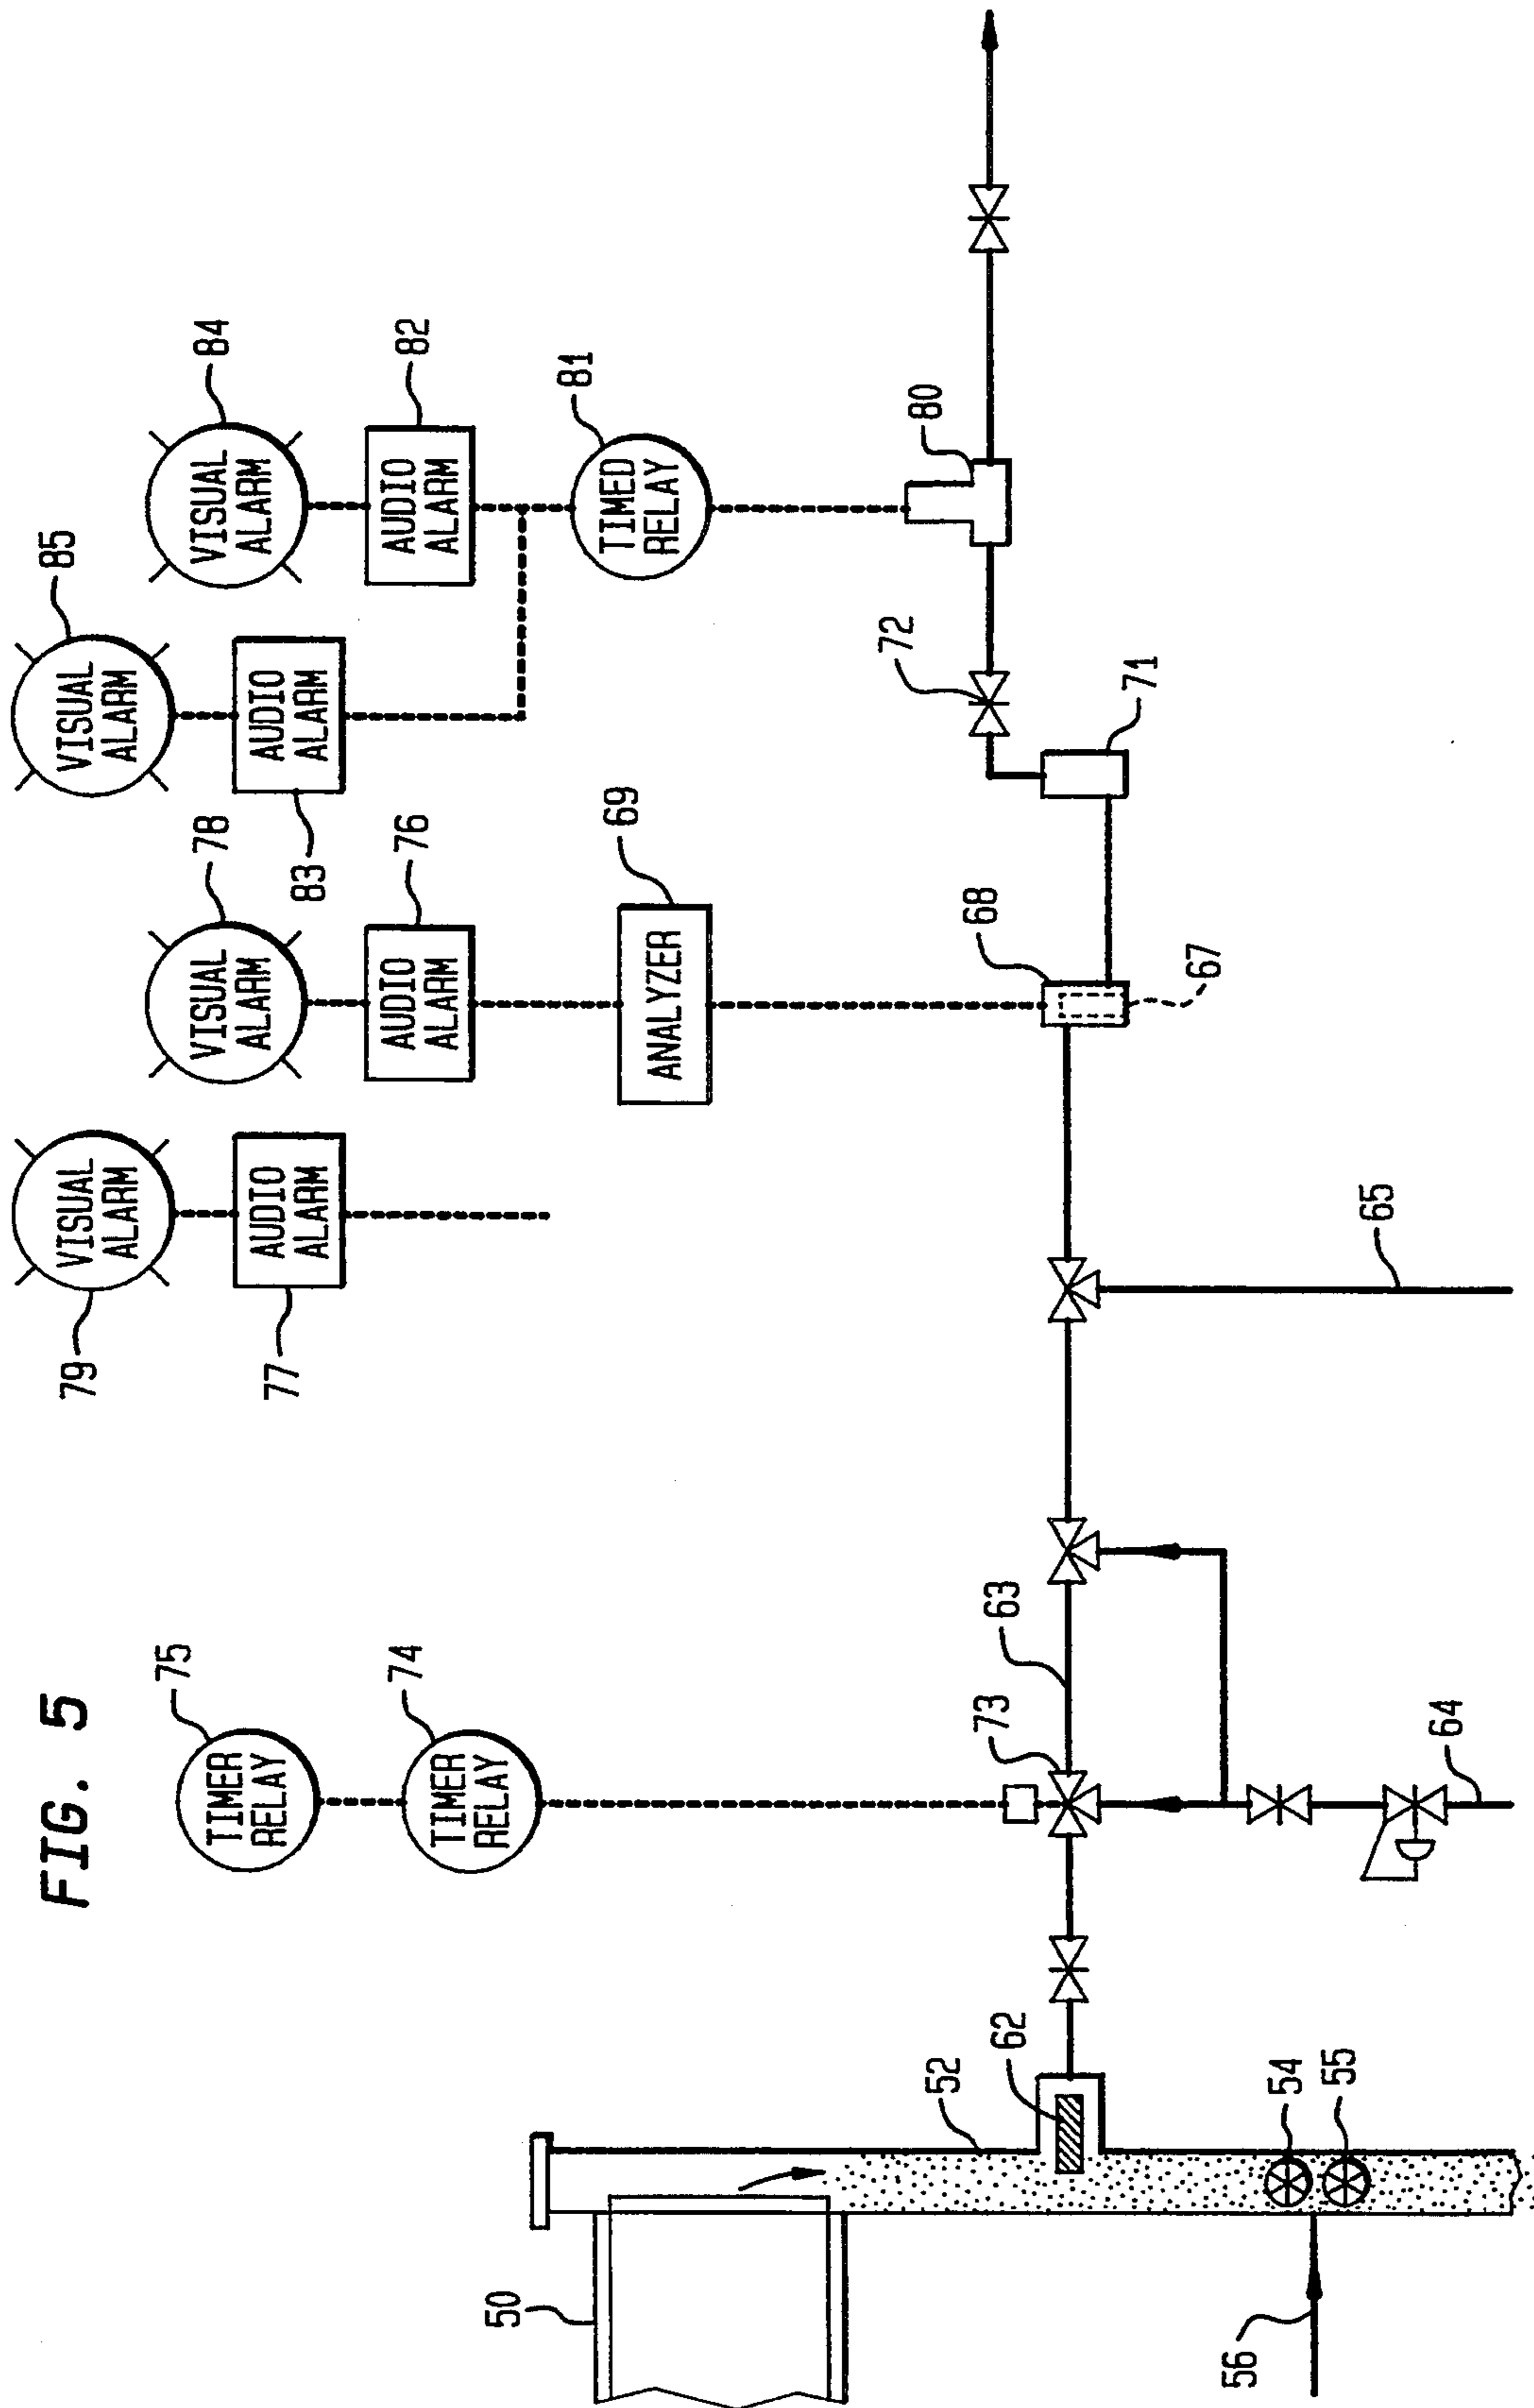 FIG. 5
75
TIMER
RELAY
74
TIMER
RELAY
79
VISUAL
ALARM
77
AUDIO
ALARM
78
VISUAL
ALARM
76
AUDIO
ALARM
69
ANALYZER
85
VISUAL
ALARM
83
AUDIO
ALARM
84
VISUAL
ALARM
82
AUDIO
ALARM
81
TIMED
RELAY
80
72
71
68
67
65
63
73
64
62
52
54
55
50
56